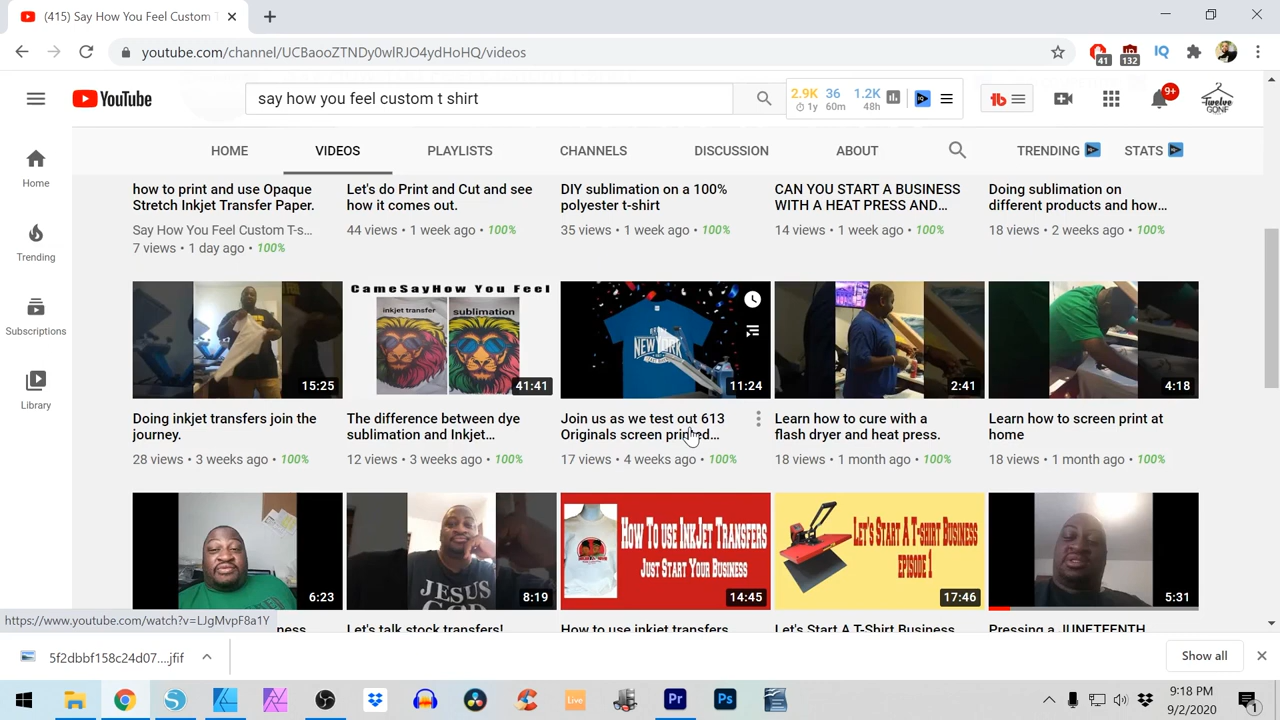 (415) Say How You Feel Custom T
youtube.com/channel/UCBaooZTNDy0wlRJO4ydHoHQ/videos
41
132
IQ
YouTube
say how you feel custom t shirt
2.9K 36 1.2K
1y 60m 48h
9+
Twelve
HOME VIDEOS PLAYLISTS CHANNELS DISCUSSION ABOUT TRENDING STATS
Home
Trending
Subscriptions
Library
how to print and use Opaque
Stretch Inkjet Transfer Paper.
Say How You Feel Custom T-s...
7 views • 1 day ago • 100%
Let's do Print and Cut and see
how it comes out.
44 views • 1 week ago • 100%
DIY sublimation on a 100%
polyester t-shirt
35 views • 1 week ago • 100%
CAN YOU START A BUSINESS
WITH A HEAT PRESS AND...
14 views • 1 week ago • 100%
Doing sublimation on
different products and how...
18 views • 2 weeks ago • 100%
15:25
Doing inkjet transfers join the
journey.
28 views • 3 weeks ago • 100%
CameSayHow You Feel
inkjet transfer
sublimation
41:41
The difference between dye
sublimation and Inkjet...
12 views • 3 weeks ago • 100%
NEW YORK
11:24
Join us as we test out 613
Originals screen printed...
17 views • 4 weeks ago • 100%
2:41
Learn how to cure with a
flash dryer and heat press.
18 views • 1 month ago • 100%
4:18
Learn how to screen print at
home
18 views • 1 month ago • 100%
6:23
JESUS
8:19
Let's talk stock transfers!
HOW TO USE INKJET TRANSFERS
JUST START YOUR BUSINESS
14:45
How to use inkjet transfers
LET'S START A T-SHIRT BUSINESS
EPISODE 1
17:46
Let's Start A T-Shirt Business
5:31
Pressing a JUNETEENTH
https://www.youtube.com/watch?v=LJgMvpF8a1Y
5f2dbbf158c24d07....jfif
Show all
Live
Pr
Ps
9:18 PM
9/2/2020
1